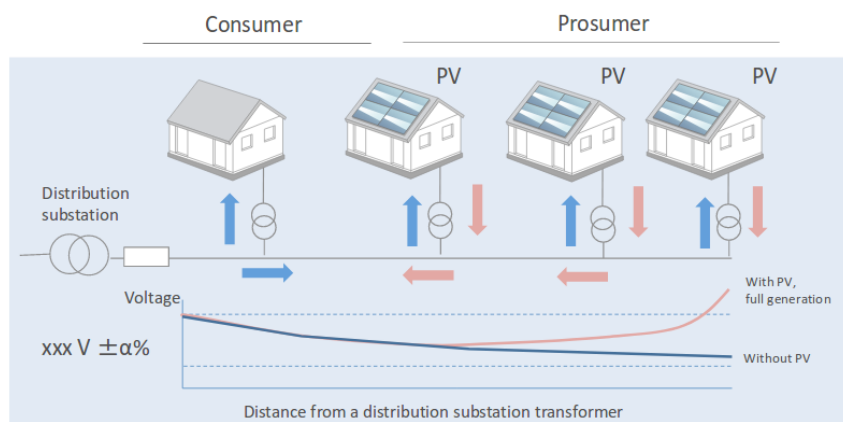 Consumer
Prosumer
PV
PV
PV
Distribution
substation
Voltage
With PV,
full generation
xxx V ±α%
Without PV
Distance from a distribution substation transformer